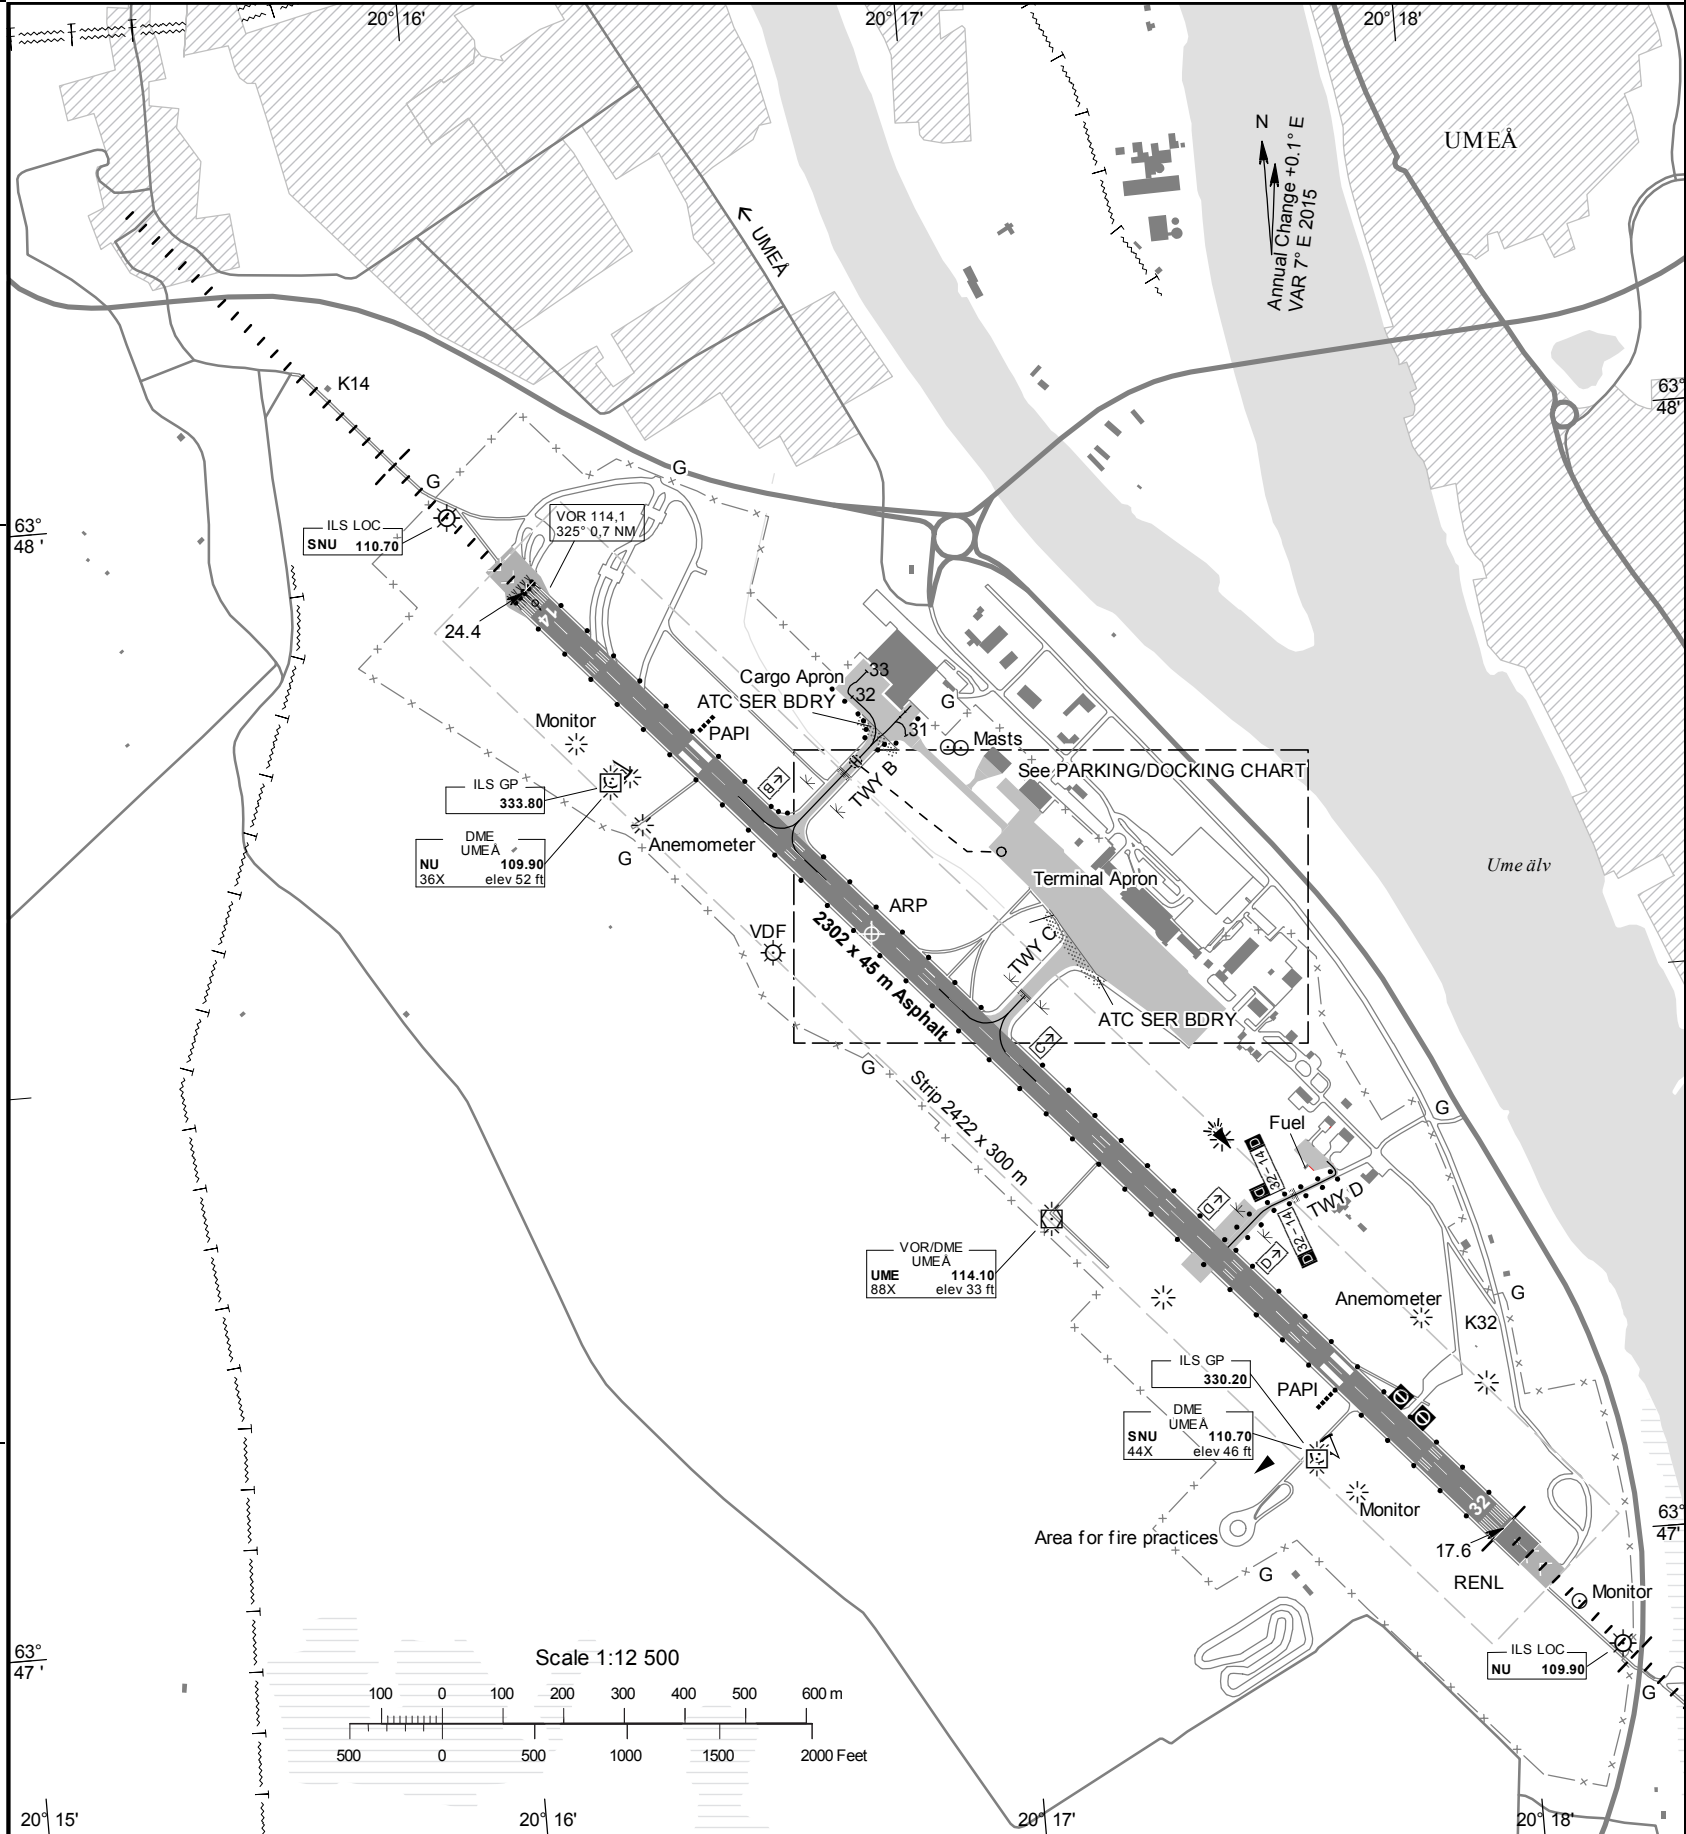 20° 16'
20° 17'
20° 18'
UMEÅ
N
Annual Change +0.1° E
VAR 7° E 2015
UMEÅ
K14
63°
48'
G
G
VOR 114,1
325° 0,7 NM
ILS LOC
SNU 110.70
63°
48 '
24.4
14
Cargo Apron
33
ATC SER BDRY
32
G
31
Monitor
PAPI
Masts
See PARKING/DOCKING CHART
B
TWY B
ILS GP
333.80
DME
UMEÅ
NU 109.90
36X elev 52 ft
Anemometer
G
Terminal Apron
Ume älv
ARP
VDF
2302 x 45 m Asphalt
TWY C
ATC SER BDRY
C
G
Strip 2422 x 300 m
G
Fuel
D 32-14 D
D
TWY D
32-14 D
D
VOR/DME
UMEÅ
UME 114.10
88X elev 33 ft
Anemometer
G
K32
ILS GP
330.20
PAPI
DME
UMEÅ
SNU 110.70
44X elev 46 ft
Monitor
32
63°
47'
Area for fire practices
17.6
G
RENL
Monitor
ILS LOC
NU 109.90
G
63°
47 '
Scale 1:12 500
100 0 100 200 300 400 500 600 m
500 0 500 1000 1500 2000 Feet
20° 15'
20° 16'
20° 17'
20° 18'